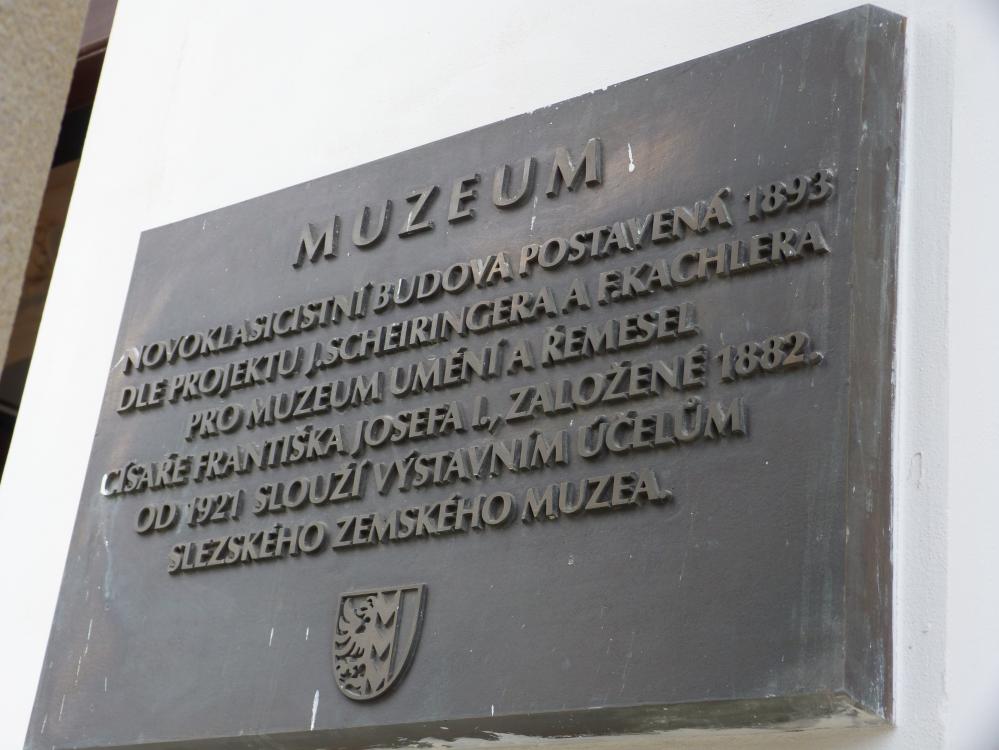 MUZEUM
NOVOKLASICISTNÍ BUDOVA POSTAVENÁ 1893
DLE PROJEKTU J.SCHEIRINGERA A F.KACHLERA
PRO MUZEUM UMĚNÍ A ŘEMESEL
CÍSAŘE FRANTIŠKA JOSEFA I., ZALOŽENÉ 1882.
OD 1921 SLOUŽÍ VÝSTAVNÍM ÚČELŮM
SLEZSKÉHO ZEMSKÉHO MUZEA.